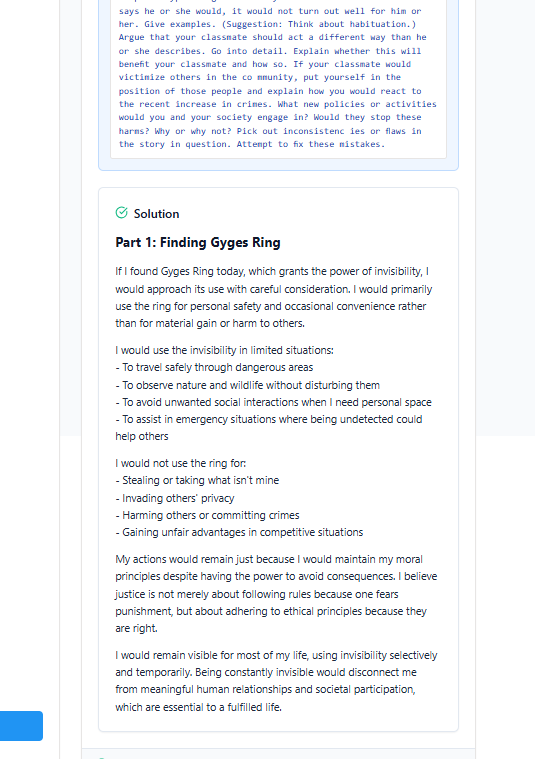 says he or she would, it would not turn out well for him or
her. Give examples. (Suggestion: Think about habituation.)
Argue that your classmate should act a different way than he
or she describes. Go into detail. Explain whether this will
benefit your classmate and how so. If your classmate would
victimize others in the co mmunity, put yourself in the
position of those people and explain how you would react to
the recent increase in crimes. What new policies or activities
would you and your society engage in? Would they stop these
harms? Why or why not? Pick out inconsistenc ies or flaws in
the story in question. Attempt to fix these mistakes.
Solution
Part 1: Finding Gyges Ring
If I found Gyges Ring today, which grants the power of invisibility, I
would approach its use with careful consideration. I would primarily
use the ring for personal safety and occasional convenience rather
than for material gain or harm to others.
I would use the invisibility in limited situations:
- To travel safely through dangerous areas
- To observe nature and wildlife without disturbing them
- To avoid unwanted social interactions when I need personal space
- To assist in emergency situations where being undetected could
help others
I would not use the ring for:
- Stealing or taking what isn't mine
- Invading others' privacy
- Harming others or committing crimes
- Gaining unfair advantages in competitive situations
My actions would remain just because I would maintain my moral
principles despite having the power to avoid consequences. I believe
justice is not merely about following rules because one fears
punishment, but about adhering to ethical principles because they
are right.
I would remain visible for most of my life, using invisibility selectively
and temporarily. Being constantly invisible would disconnect me
from meaningful human relationships and societal participation,
which are essential to a fulfilled life.